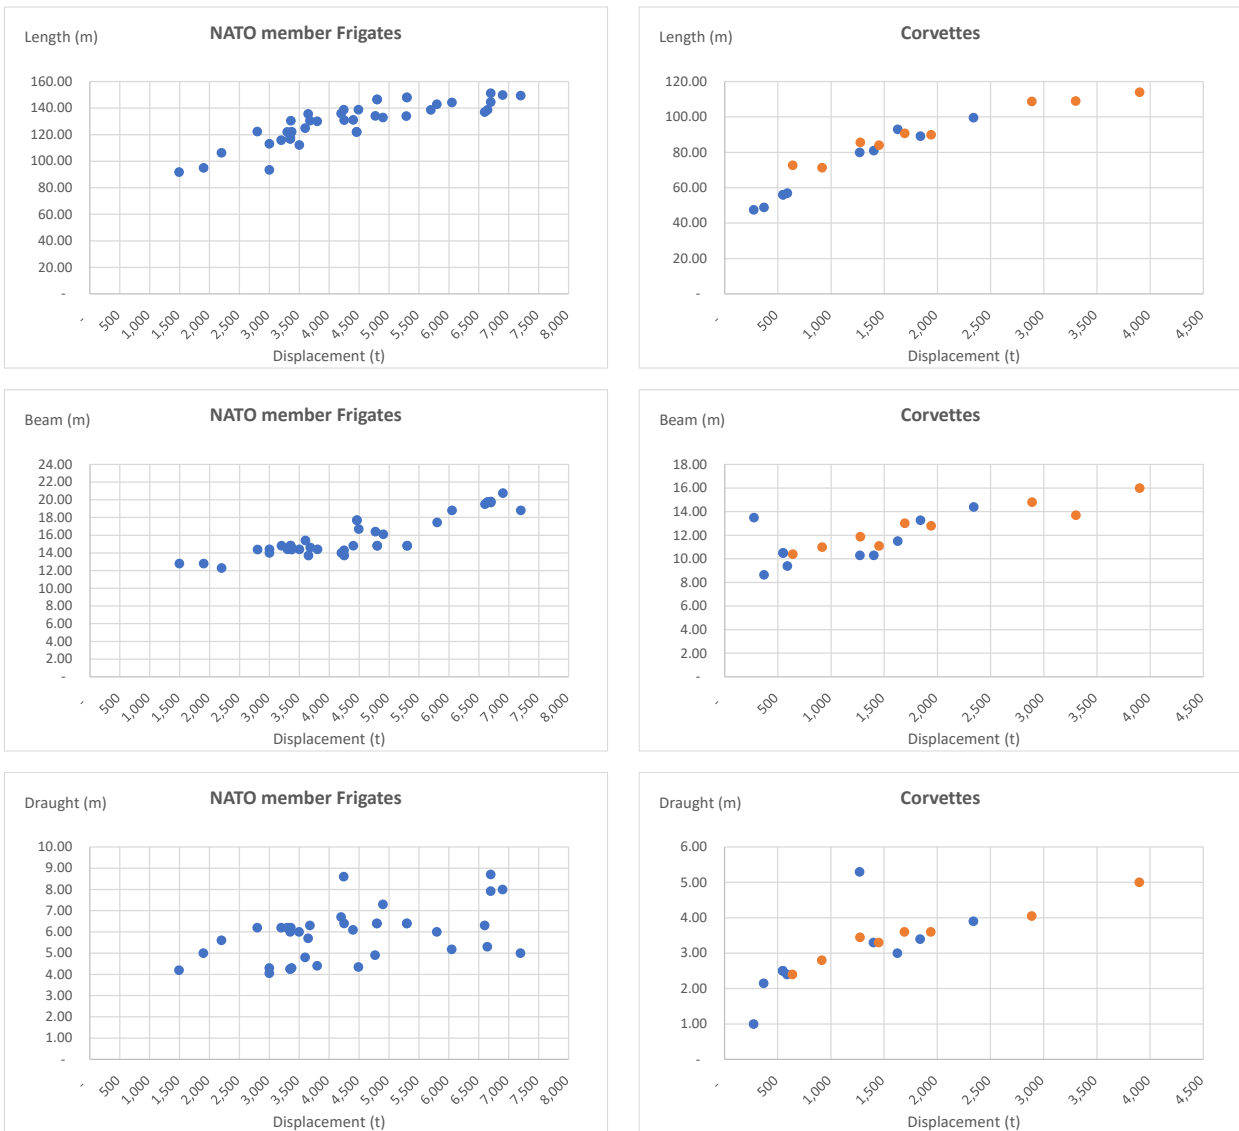 NATO member Frigates
Length (m)
160.00
140.00
120.00
100.00
80.00
60.00
40.00
20.00
-
- 500 1,000 1,500 2,000 2,500 3,000 3,500 4,000 4,500 5,000 5,500 6,000 6,500 7,000 7,500 8,000
Displacement (t)
Corvettes
Length (m)
120.00
100.00
80.00
60.00
40.00
20.00
-
- 500 1,000 1,500 2,000 2,500 3,000 3,500 4,000 4,500
Displacement (t)
NATO member Frigates
Beam (m)
24.00
22.00
20.00
18.00
16.00
14.00
12.00
10.00
8.00
6.00
4.00
2.00
-
- 500 1,000 1,500 2,000 2,500 3,000 3,500 4,000 4,500 5,000 5,500 6,000 6,500 7,000 7,500 8,000
Displacement (t)
Corvettes
Beam (m)
18.00
16.00
14.00
12.00
10.00
8.00
6.00
4.00
2.00
-
- 500 1,000 1,500 2,000 2,500 3,000 3,500 4,000 4,500
Displacement (t)
NATO member Frigates
Draught (m)
10.00
9.00
8.00
7.00
6.00
5.00
4.00
3.00
2.00
1.00
-
- 500 1,000 1,500 2,000 2,500 3,000 3,500 4,000 4,500 5,000 5,500 6,000 6,500 7,000 7,500 8,000
Displacement (t)
Corvettes
Draught (m)
6.00
5.00
4.00
3.00
2.00
1.00
-
- 500 1,000 1,500 2,000 2,500 3,000 3,500 4,000 4,500
Displacement (t)